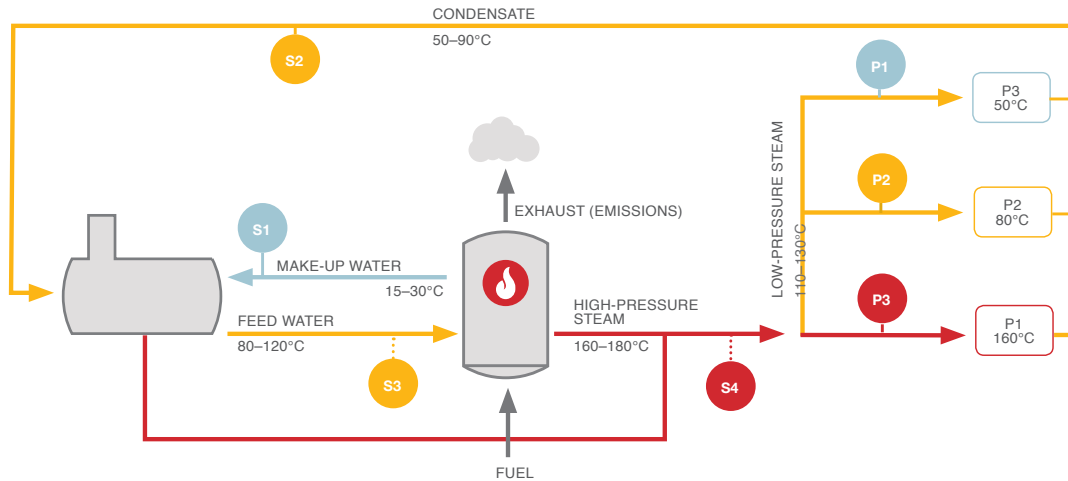 CONDENSATE
50–90°C
S2
P1
P3
50°C
LOW-PRESSURE STEAM
110–130°C
P2
P2
80°C
EXHAUST (EMISSIONS)
S1
MAKE-UP WATER
15–30°C
FEED WATER
80–120°C
HIGH-PRESSURE
STEAM
160–180°C
P3
P1
160°C
S3
S4
FUEL